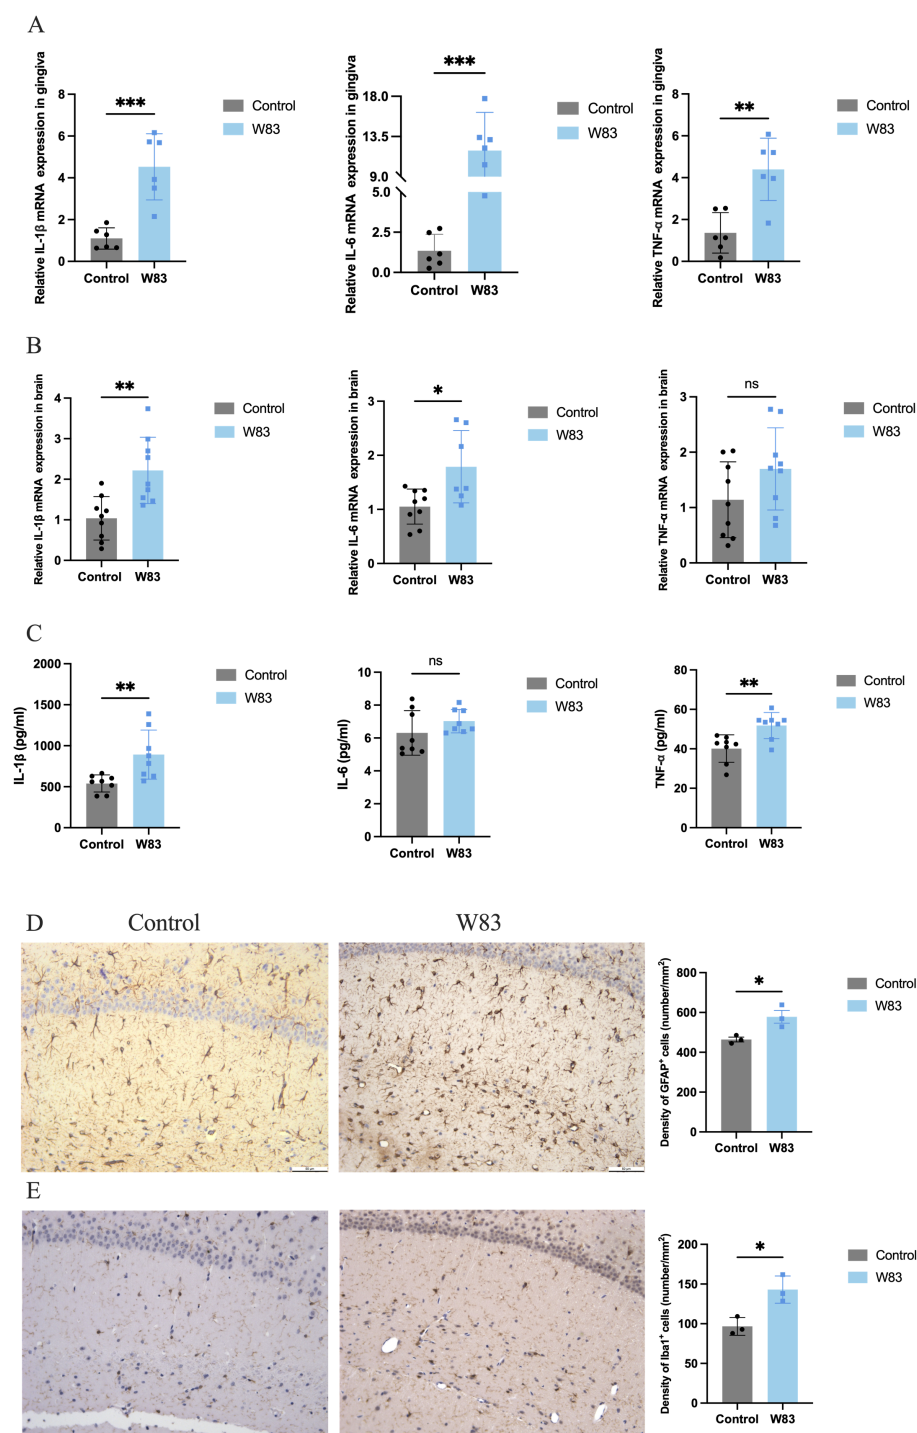 A
Relative IL-1β mRNA expression in gingiva
8
6
4
2
0
***
Control
W83
Control
W83
Relative IL-6 mRNA expression in gingiva
18.0
13.5
9.0
5.0
2.5
0.0
***
Control
W83
Control
W83
Relative TNF-α mRNA expression in gingiva
8
6
4
2
0
**
Control
W83
Control
W83
B
Relative IL-1β mRNA expression in brain
4
3
2
1
0
**
Control
W83
Control
W83
Relative IL-6 mRNA expression in brain
3
2
1
0
*
Control
W83
Control
W83
Relative TNF-α mRNA expression in brain
3
2
1
0
ns
Control
W83
Control
W83
C
IL-1β (pg/ml)
2000
1500
1000
500
0
**
Control
W83
Control
W83
IL-6 (pg/ml)
10
8
6
4
2
0
ns
Control
W83
Control
W83
TNF-α (pg/ml)
80
60
40
20
0
**
Control
W83
Control
W83
D
Control
W83
Density of GFAP⁺ cells (number/mm²)
800
600
400
200
0
*
Control
W83
Control
W83
E
Density of Iba1⁺ cells (number/mm²)
200
150
100
50
0
*
Control
W83
Control
W83